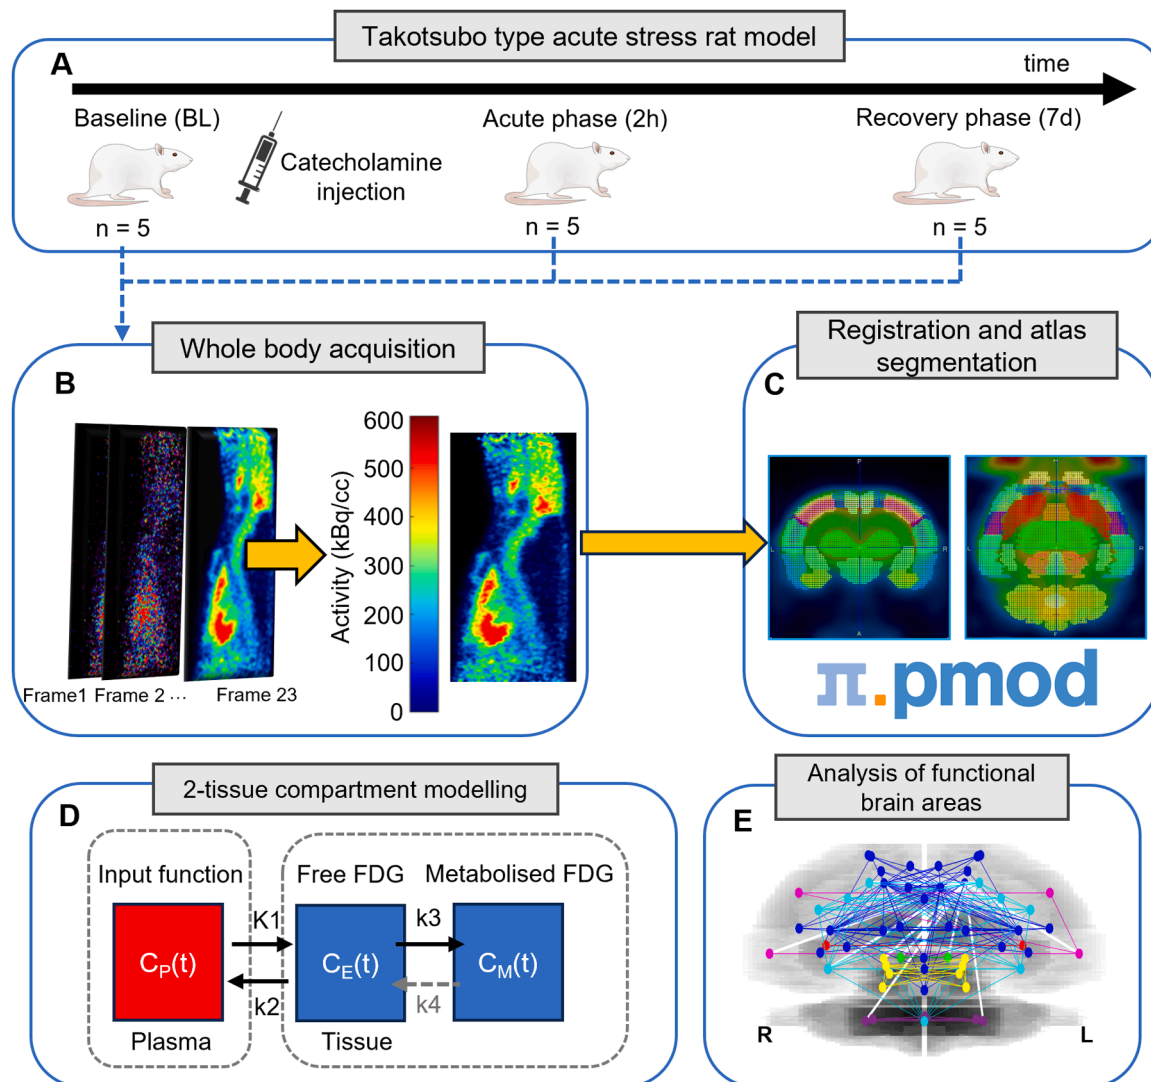 Takotsubo type acute stress rat model
A
time
Baseline (BL)
Acute phase (2h)
Recovery phase (7d)
Catecholamine
injection
n = 5
n = 5
n = 5
Whole body acquisition
Registration and atlas
segmentation
B
C
600
500
400
300
200
100
0
Activity (kBq/cc)
Frame1
Frame 2 ...
Frame 23
P
L
R
A
H
L
R
F
π.pmod
2-tissue compartment modelling
Analysis of functional
brain areas
D
E
Input function
Free FDG
Metabolised FDG
K1
k3
CP(t)
CE(t)
CM(t)
k2
k4
Plasma
Tissue
R
L